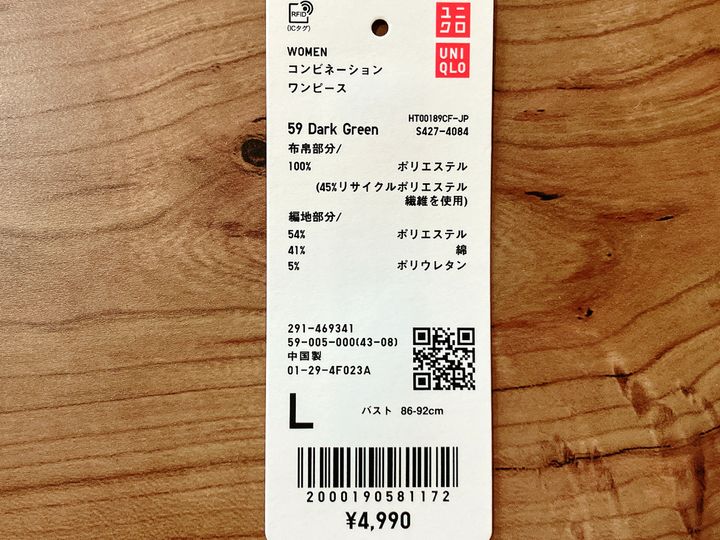 RFID
(ICタグ)
ユニ
クロ
UNI
QLO
WOMEN
コンビネーション
ワンピース
HT00189CF-JP
59 Dark Green S427-4084
布帛部分/
100% ポリエステル
(45%リサイクルポリエステル
繊維を使用)
編地部分/
54% ポリエステル
41% 綿
5% ポリウレタン
291-469341
59-005-000(43-08)
中国製
01-29-4F023A
L バスト 86-92cm
2000190581172
¥4,990